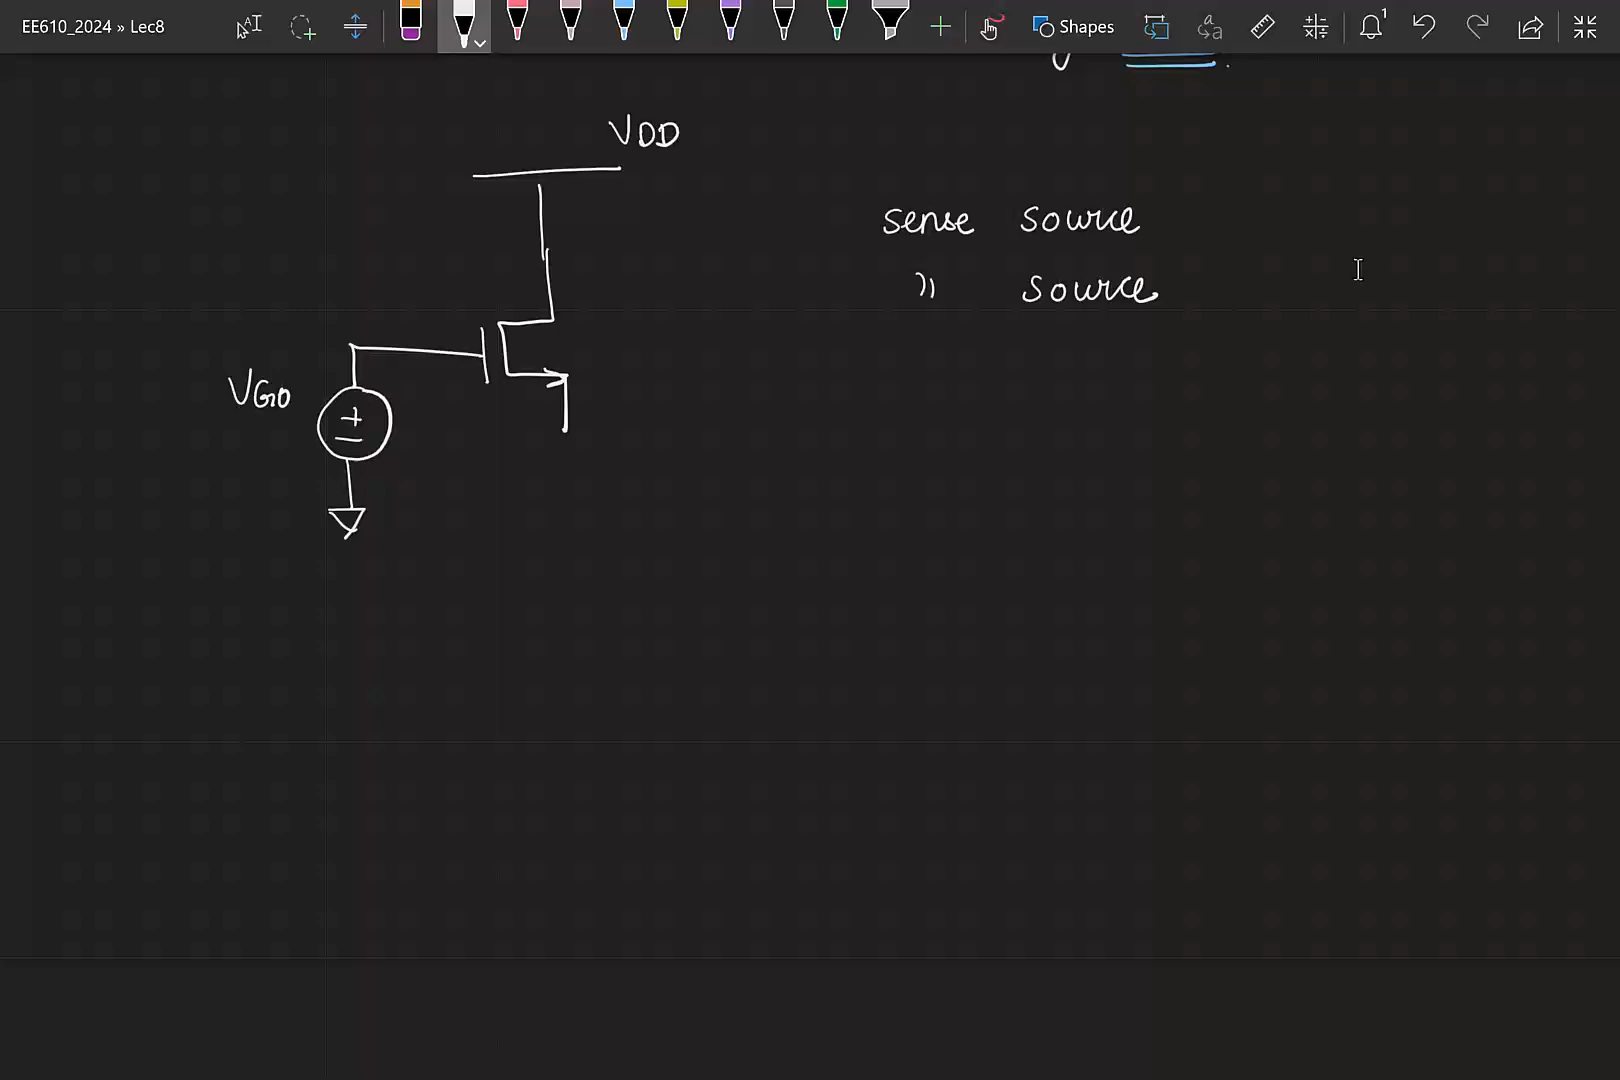 EE610_2024 » Lec8
Shapes
VDD
sense source
" source
VG0